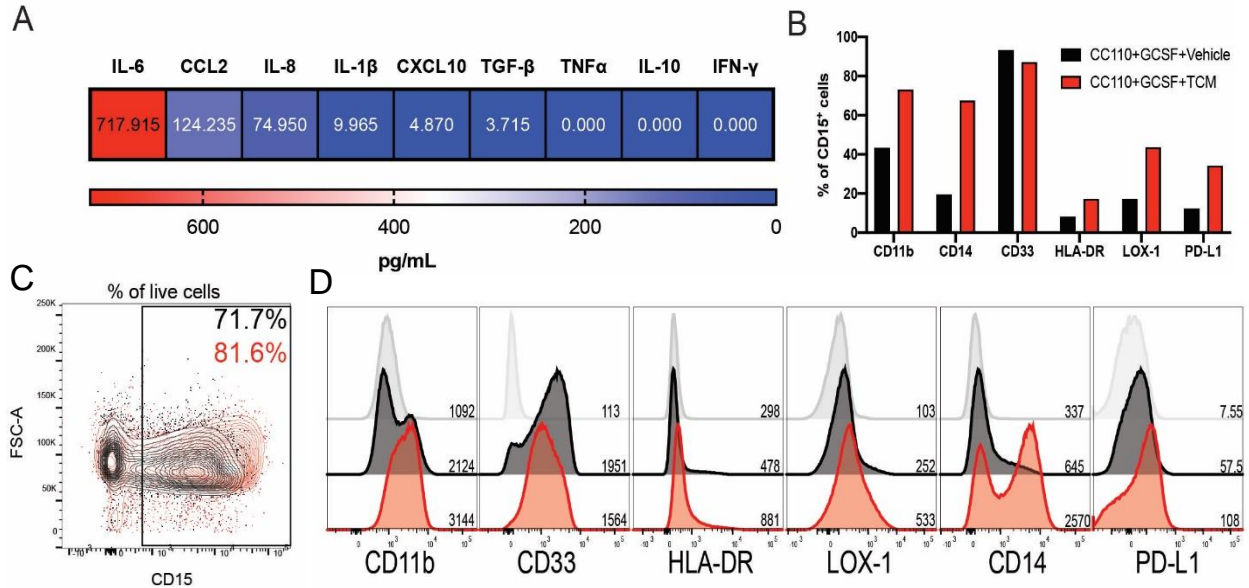 A
IL-6 CCL2 IL-8 IL-1β CXCL10 TGF-β TNFα IL-10 IFN-γ
717.915 124.235 74.950 9.965 4.870 3.715 0.000 0.000 0.000
600 400 200 0
pg/mL
B
% of CD15+ cells
100
80
60
40
20
0
CC110+GCSF+Vehicle
CC110+GCSF+TCM
CD11b CD14 CD33 HLA-DR LOX-1 PD-L1
C
% of live cells
71.7%
81.6%
FSC-A
250K
200K
150K
100K
50K
0
CD15
D
1092 113 298 103 337 7.55
2124 1951 478 252 645 57.5
3144 1564 881 533 2570 108
CD11b CD33 HLA-DR LOX-1 CD14 PD-L1